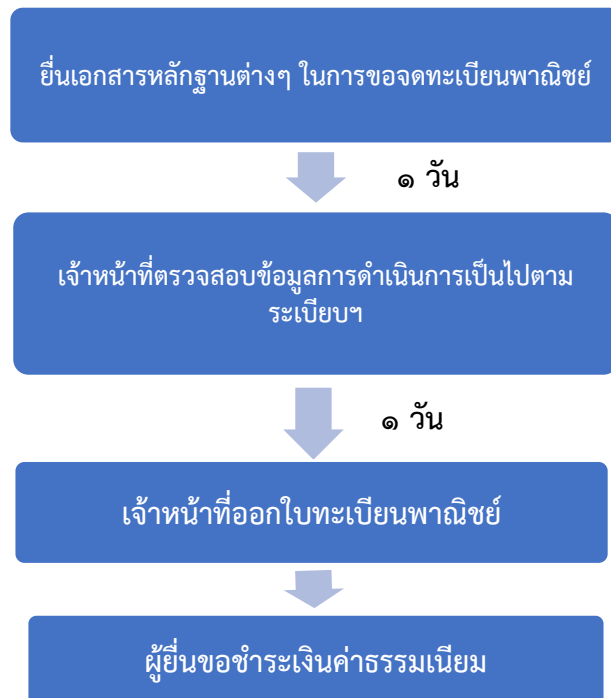 ยื่นเอกสารหลักฐานต่างๆ ในการขอจดทะเบียนพาณิชย์
๑ วัน
เจ้าหน้าที่ตรวจสอบข้อมูลการดำเนินการเป็นไปตาม
ระเบียบฯ
๑ วัน
เจ้าหน้าที่ออกใบทะเบียนพาณิชย์
ผู้ยื่นขอชำระเงินค่าธรรมเนียม